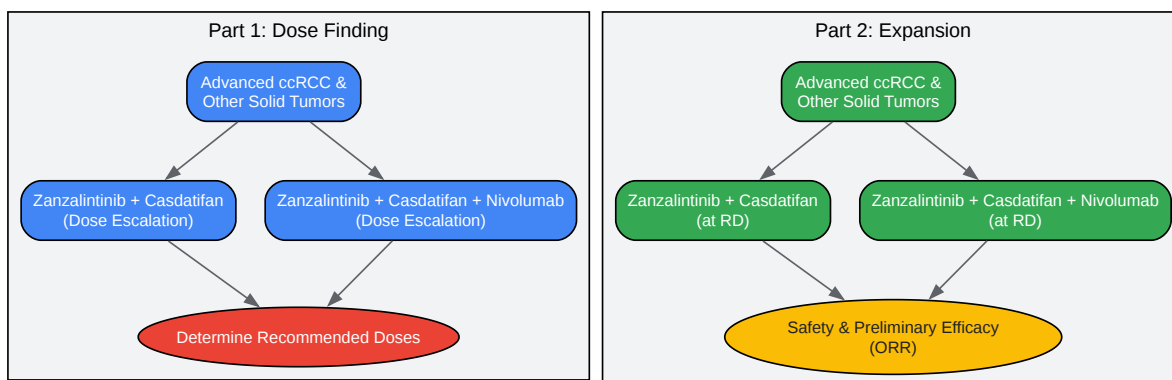 Part 1: Dose Finding
Advanced ccRCC &
Other Solid Tumors
Zanzalintinib + Casdatifan
(Dose Escalation)
Zanzalintinib + Casdatifan + Nivolumab
(Dose Escalation)
Determine Recommended Doses
Part 2: Expansion
Advanced ccRCC &
Other Solid Tumors
Zanzalintinib + Casdatifan
(at RD)
Zanzalintinib + Casdatifan + Nivolumab
(at RD)
Safety & Preliminary Efficacy
(ORR)